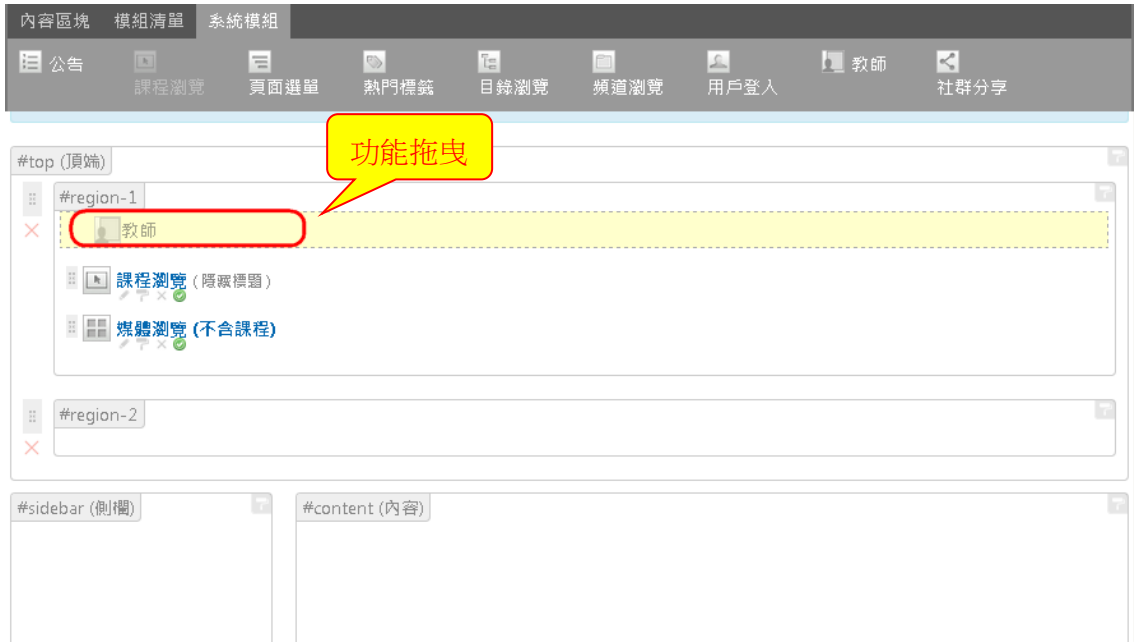 內容區塊 模組清單 系統模組
公告 課程瀏覽 頁面選單 熱門標籤 目錄瀏覽 頻道瀏覽 用戶登入 教師 社群分享
功能拖曳
#top (頂端)
#region-1
教師
課程瀏覽 (隱藏標題)
媒體瀏覽 (不含課程)
#region-2
#sidebar (側欄) #content (內容)